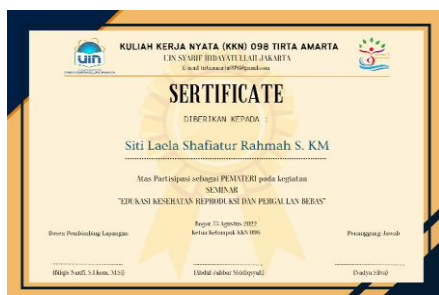 KULIAH KERJA NYATA (KKN) 098 TIRTA AMARTA
UIN SYARIF HIDAYATULLAH JAKARTA
E-mail
UIN
SERTIFICATE
DIBERIKAN KEPADA :
Siti Laela Shafiatur Rahmah S. KM
Atas Partisipasi sebagai PEMATERI pada kegiatan
SEMINAR
"EDUKASI KESEHATAN REPRODUKSI DAN PERGAULAN BEBAS"
Bogor, 15 Agustus 2022
Dosen Pembimbing Lapangan
Ketua Kelompok KKN 098
Penanggung Jawab
(Abdul Jabbar